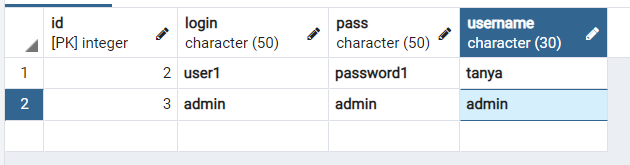 id login pass username
[PK] integer character (50) character (50) character (30)
1 2 user1 password1 tanya
2 3 admin admin admin